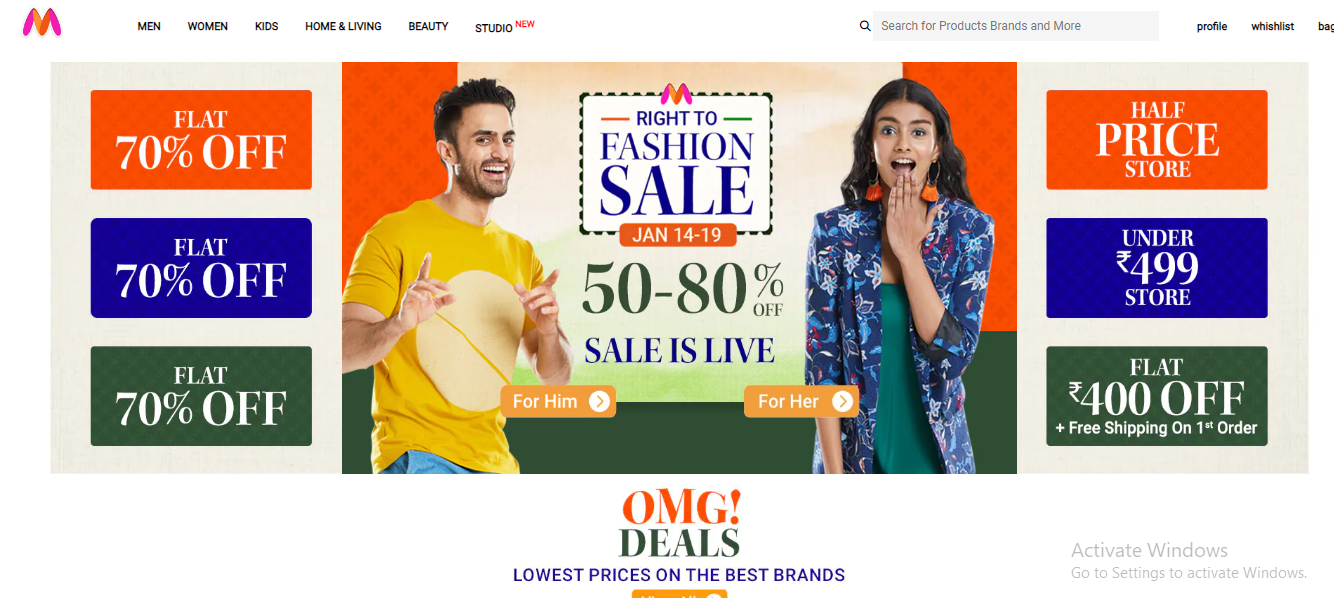 MEN WOMEN KIDS HOME & LIVING BEAUTY STUDIO NEW Search for Products Brands and More profile whishlist
FLAT
70% OFF
FLAT
70% OFF
FLAT
70% OFF
RIGHT TO
FASHION
SALE
JAN 14-19
50-80% OFF
SALE IS LIVE
For Him
For Her
HALF
PRICE
STORE
UNDER
₹499
STORE
FLAT
₹400 OFF
+ Free Shipping On 1st Order
OMG!
DEALS
LOWEST PRICES ON THE BEST BRANDS
Activate Windows
Go to Settings to activate Windows.